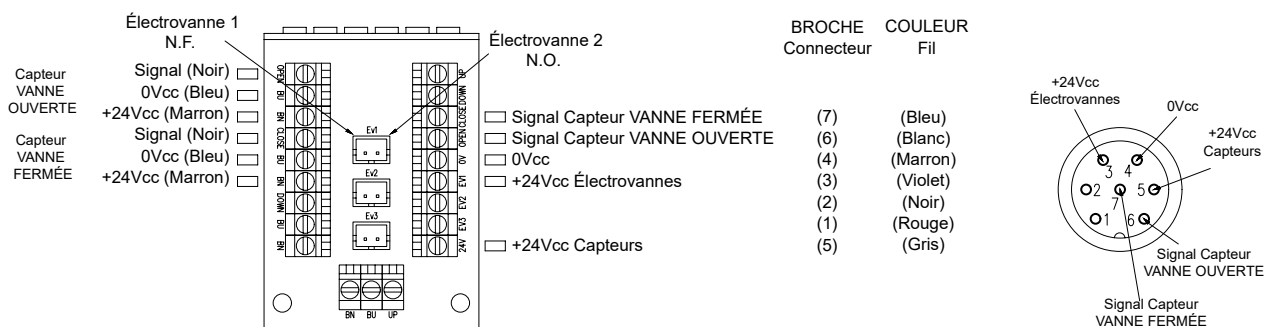 Électrovanne 1
N.F.
Électrovanne 2
N.O.
Capteur
VANNE
OUVERTE
Signal (Noir)
0Vcc (Bleu)
+24Vcc (Marron)
Capteur
VANNE
FERMÉE
Signal (Noir)
0Vcc (Bleu)
+24Vcc (Marron)
OPEN
BU
BN
CLOSE
BU
BN
DOWN
BU
BN
Ev1
Ev2
Ev3
UP
DOWN
CLOSE
OPEN
0V
EV1
EV2
EV3
24V
BN BU UP
BROCHE COULEUR
Connecteur Fil
Signal Capteur VANNE FERMÉE (7) (Bleu)
Signal Capteur VANNE OUVERTE (6) (Blanc)
0Vcc (4) (Marron)
+24Vcc Électrovannes (3) (Violet)
(2) (Noir)
(1) (Rouge)
+24Vcc Capteurs (5) (Gris)
+24Vcc
Électrovannes
0Vcc
+24Vcc
Capteurs
3 4
2 7 5
1 6
Signal Capteur
VANNE OUVERTE
Signal Capteur
VANNE FERMÉE